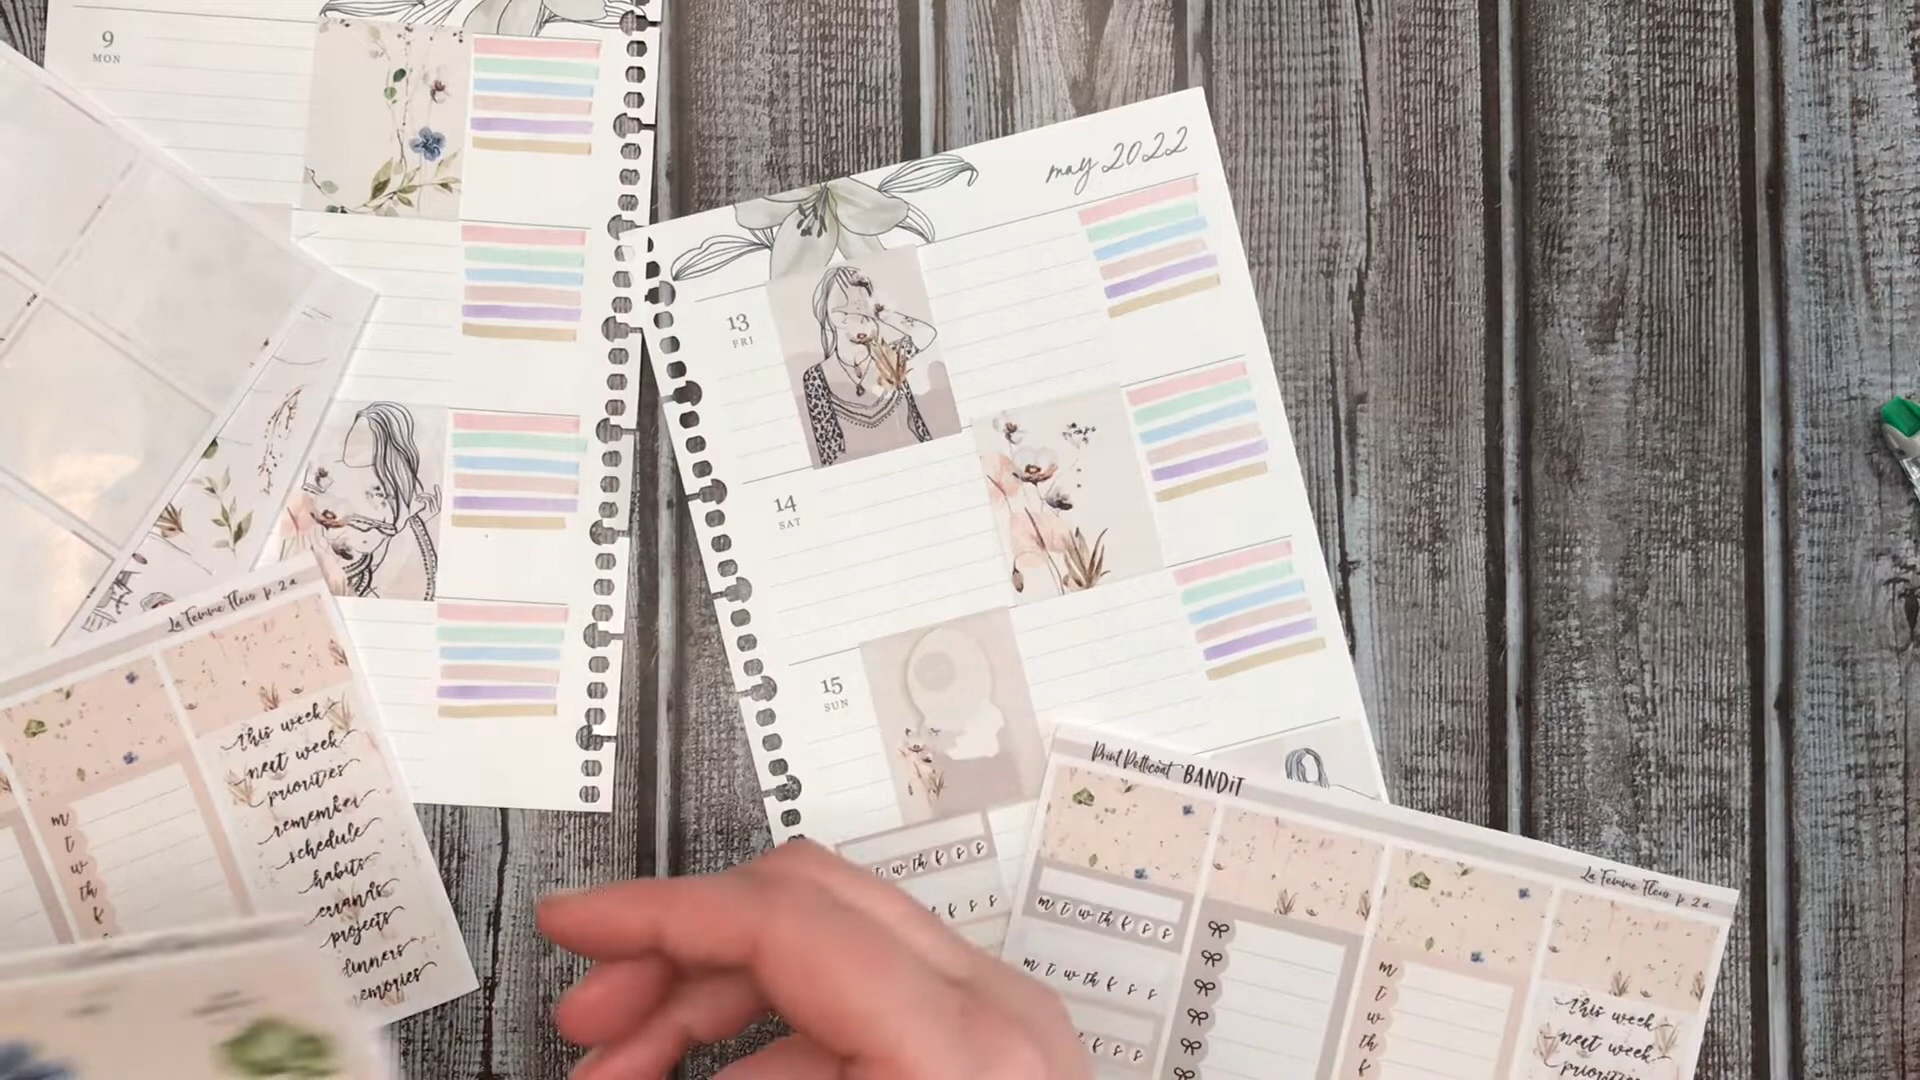 9
MON
may 2022
13
FRI
14
SAT
15
SUN
La Femme Fleur p. 2a
this week
next week
priorities
remember
schedule
habits
errands
projects
dinners
memories
m
t
w
th
f
Print Petticoat BANDiT
La Femme Fleur p. 2a
t w th f s s
f s s
m t w th f s s
m t w th f s s
m
t
w
th
f
this week
next week
priorities